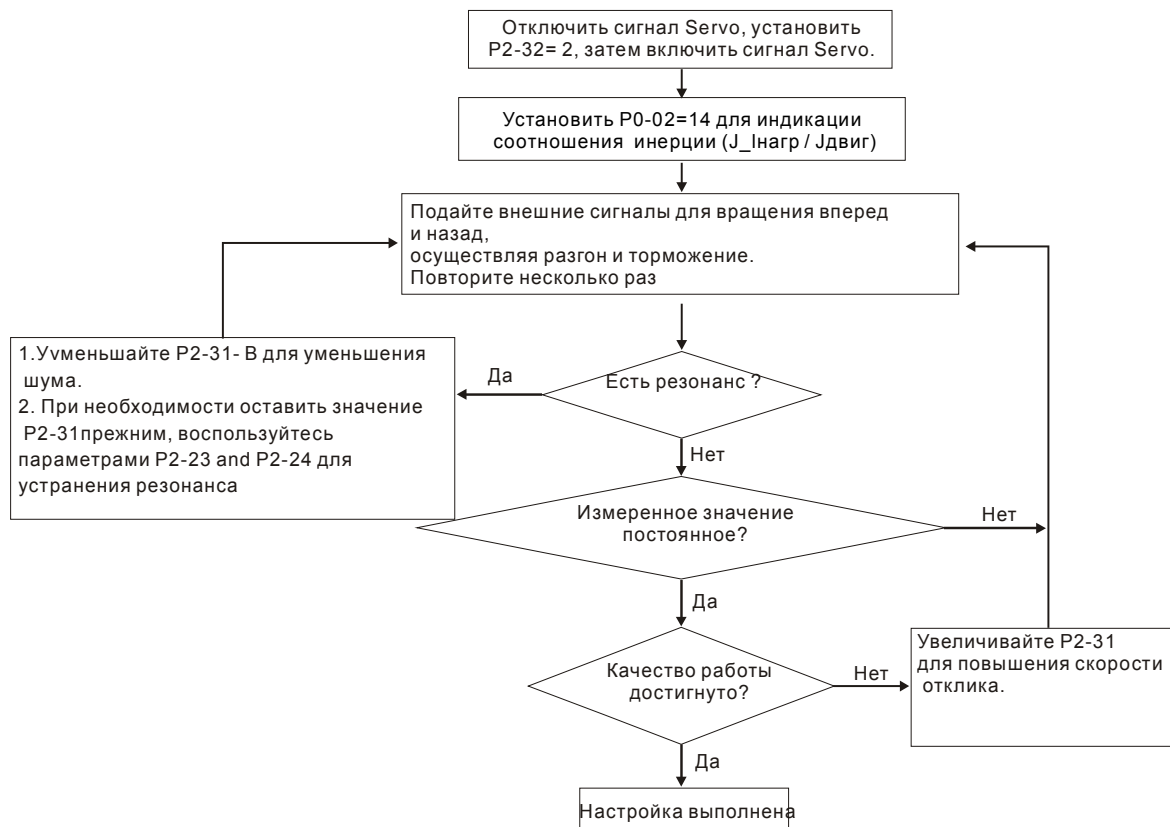 Отключить сигнал Servo, установить
P2-32= 2, затем включить сигнал Servo.
Установить P0-02=14 для индикации
соотношения инерции (J_lнагр / Jдвиг)
Подайте внешние сигналы для вращения вперед
и назад,
осуществляя разгон и торможение.
Повторите несколько раз
1.Уvменьшайте P2-31- B для уменьшения
шума.
2. При необходимости оставить значение
P2-31прежним, воспользуйтесь
параметрами P2-23 and P2-24 для
устранения резонанса
Да
Есть резонанс ?
Нет
Измеренное значение
постоянное?
Нет
Да
Качество работы
достигнуто?
Нет
Увеличивайте P2-31
для повышения скорости
отклика.
Да
Настройка выполнена